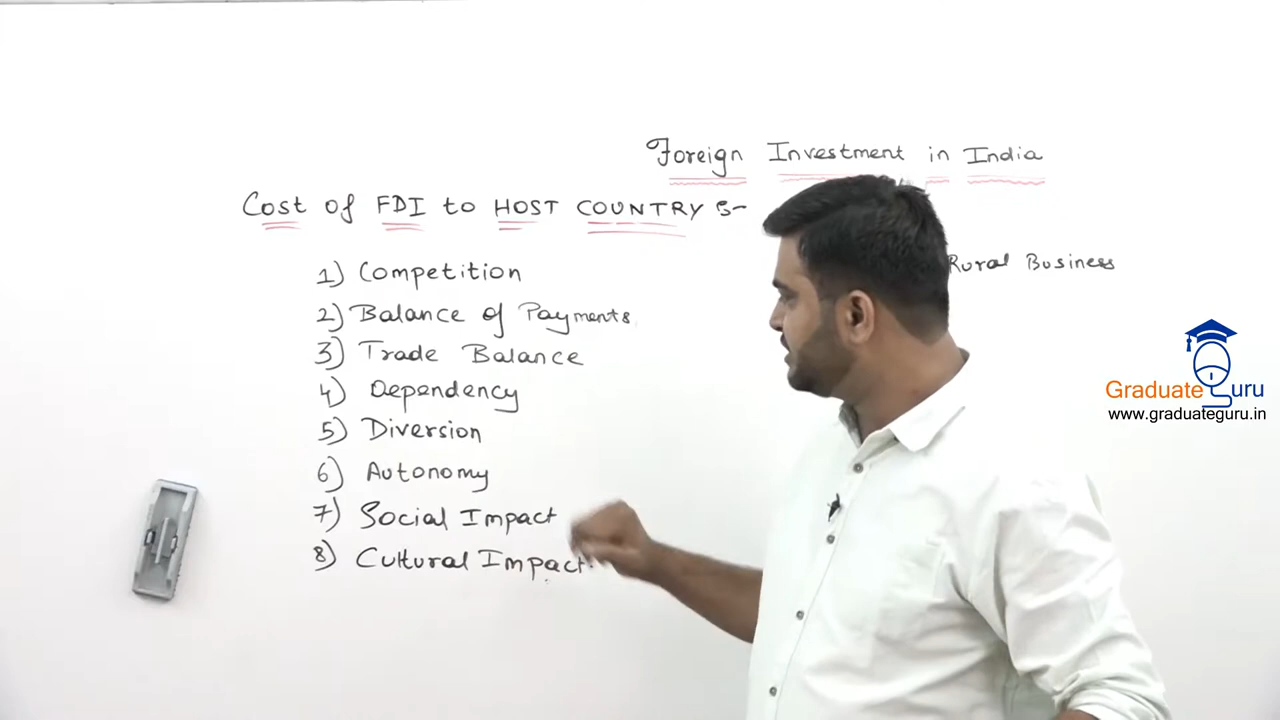 Foreign Investment in India
Cost of FDI to HOST COUNTRY :-
Rural Business
1) Competition
2) Balance of Payments
3) Trade Balance
4) Dependency
5) Diversion
6) Autonomy
7) Social Impact
8) Cultural Impact
Graduate Guru
www.graduateguru.in